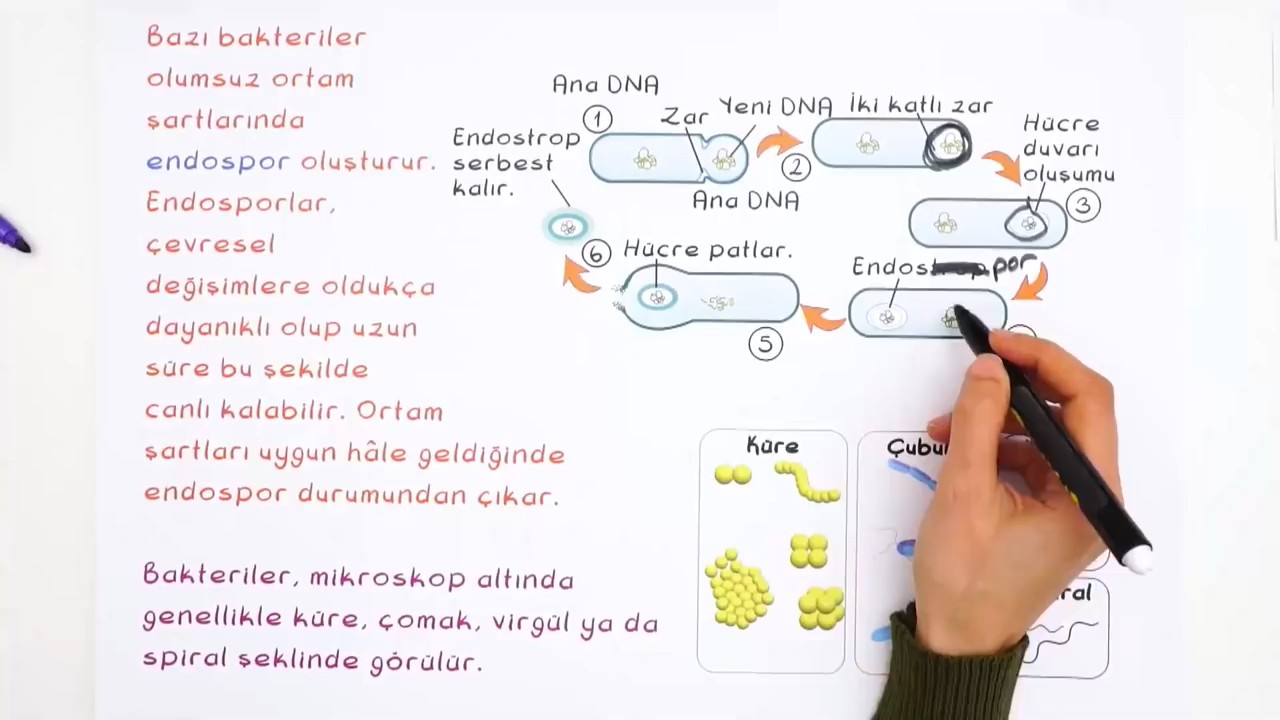 Bazı bakteriler
olumsuz ortam
şartlarında
endospor oluşturur.
Endosporlar,
çevresel
değişimlere oldukça
dayanıklı olup uzun
süre bu şekilde
canlı kalabilir. Ortam
şartları uygun hâle geldiğinde
endospor durumundan çıkar.
Bakteriler, mikroskop altında
genellikle küre, çomak, virgül ya da
spiral şeklinde görülür.
Ana DNA
1
Zar
Yeni DNA
Ana DNA
İki katlı zar
2
Hücre
duvarı
oluşumu
3
Endos
por
5
Hücre patlar.
6
Endostrop
serbest
kalır.
Küre